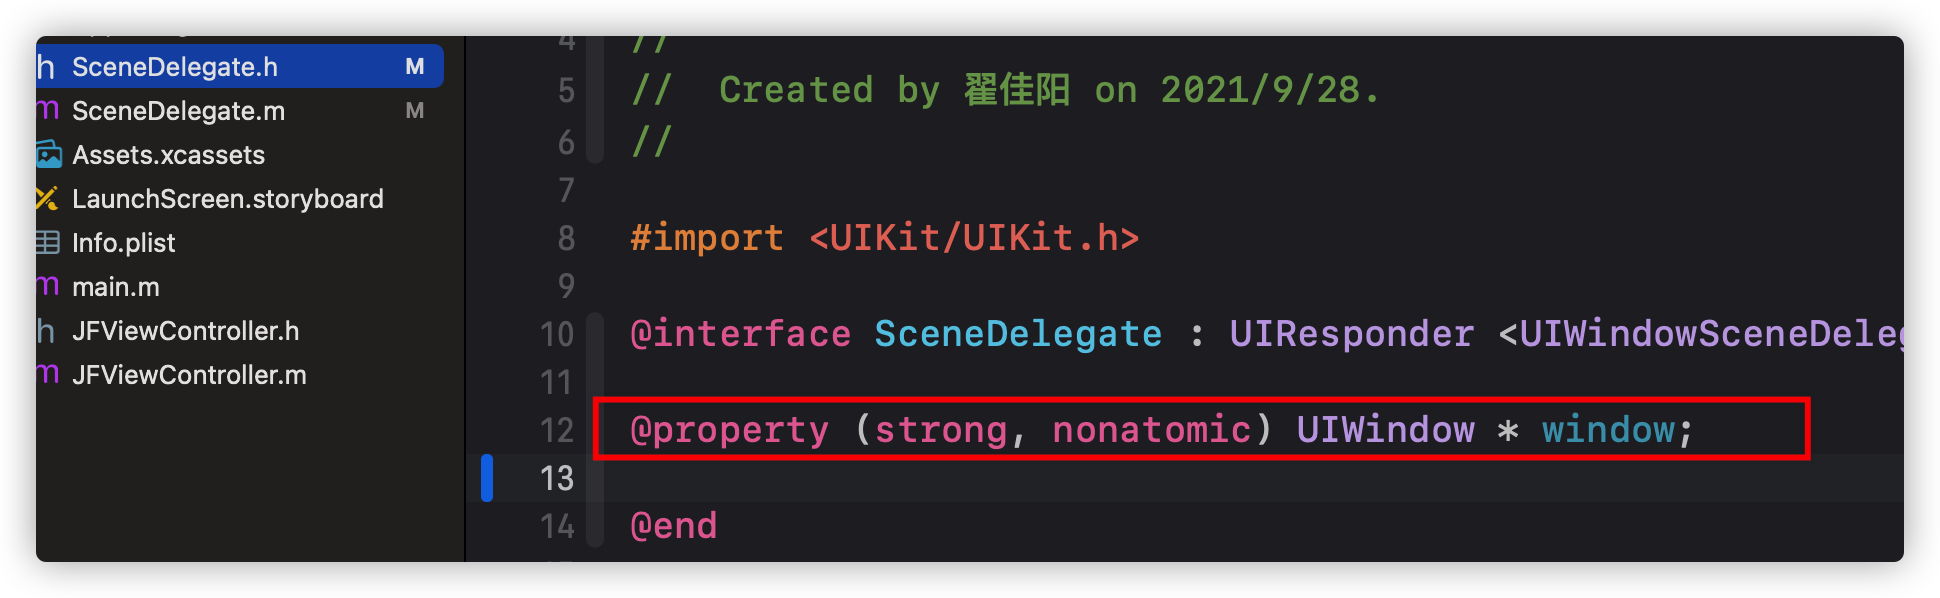 SceneDelegate.h M
SceneDelegate.m M
Assets.xcassets
LaunchScreen.storyboard
Info.plist
main.m
JFViewController.h
JFViewController.m
4 //
5 // Created by 翟佳阳 on 2021/9/28.
6 //
7
8 #import <UIKit/UIKit.h>
9
10 @interface SceneDelegate : UIResponder <UIWindowSceneDeleg
11
12 @property (strong, nonatomic) UIWindow * window;
13
14 @end